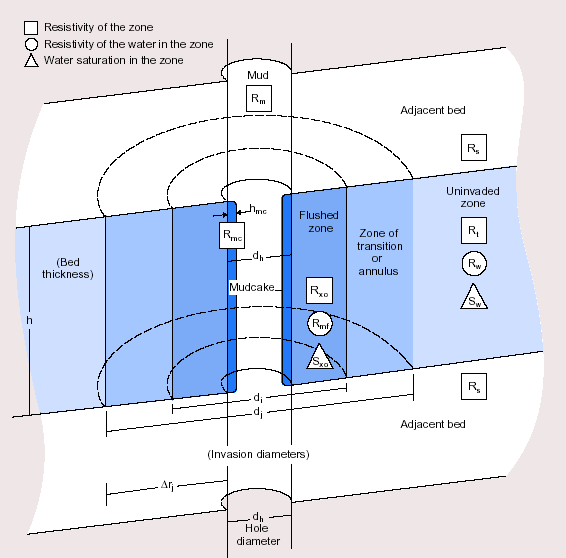 Resistivity of the zone
Resistivity of the water in the zone
Water saturation in the zone
Mud
Rm
Adjacent bed
Rs
Uninvaded
zone
hmc
Flushed
zone
Rmc
Rt
Zone of
transition
or
annulus
(Bed
thickness)
dh
Rw
Mudcake
Rxo
Sw
h
Rmf
Sxo
Rs
di
dj
Adjacent bed
(Invasion diameters)
Δrj
dh
Hole
diameter